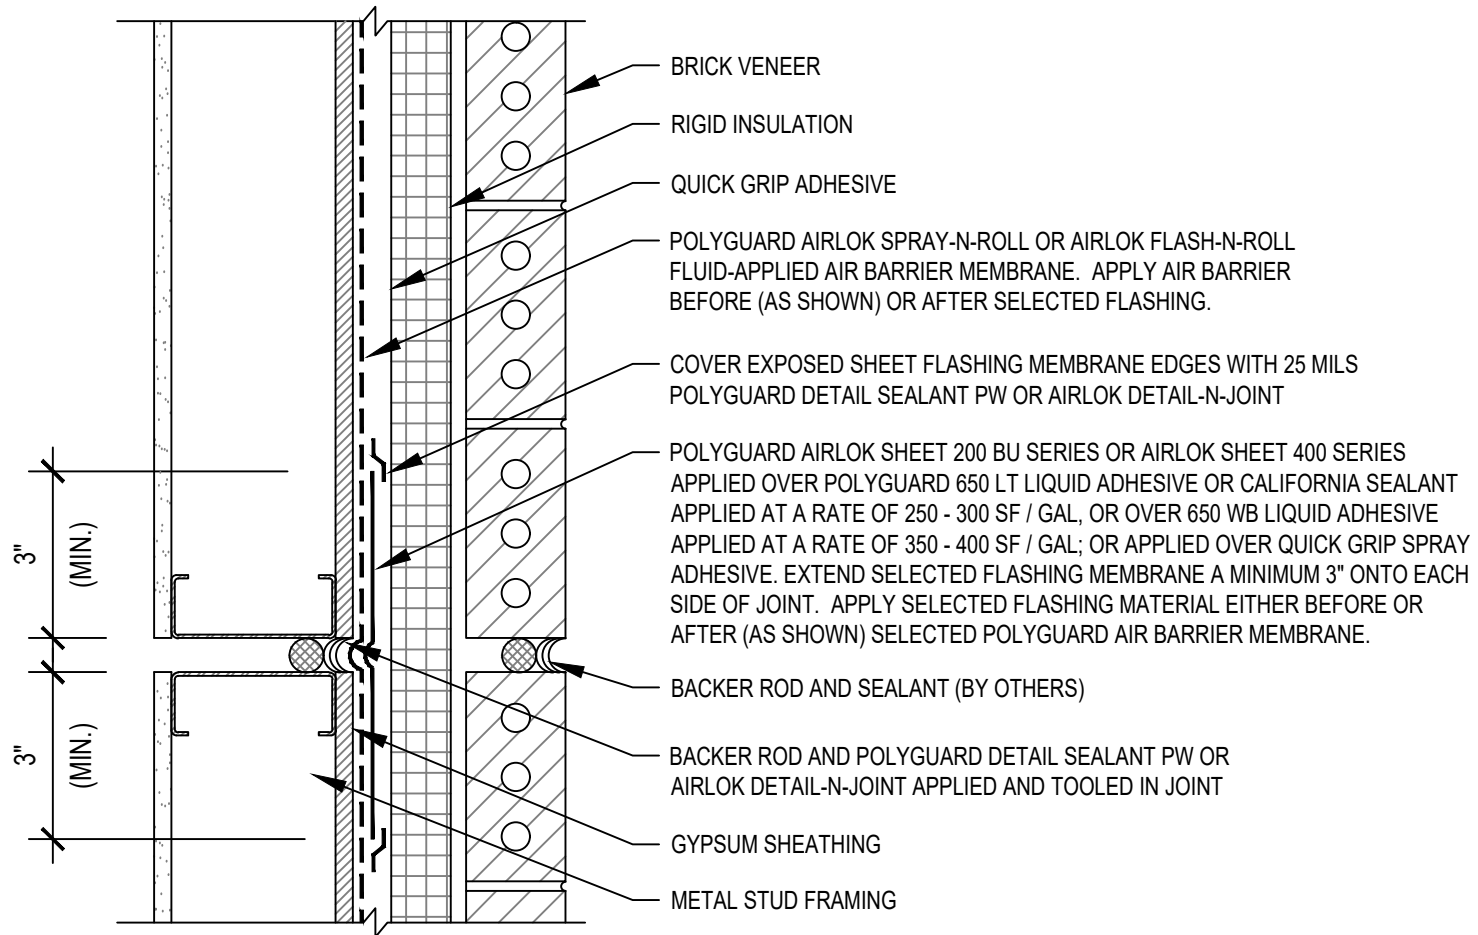 BRICK VENEER
RIGID INSULATION
QUICK GRIP ADHESIVE
POLYGUARD AIRLOK SPRAY-N-ROLL OR AIRLOK FLASH-N-ROLL
FLUID-APPLIED AIR BARRIER MEMBRANE. APPLY AIR BARRIER
BEFORE (AS SHOWN) OR AFTER SELECTED FLASHING.
COVER EXPOSED SHEET FLASHING MEMBRANE EDGES WITH 25 MILS
POLYGUARD DETAIL SEALANT PW OR AIRLOK DETAIL-N-JOINT
POLYGUARD AIRLOK SHEET 200 BU SERIES OR AIRLOK SHEET 400 SERIES
APPLIED OVER POLYGUARD 650 LT LIQUID ADHESIVE OR CALIFORNIA SEALANT
APPLIED AT A RATE OF 250 - 300 SF / GAL, OR OVER 650 WB LIQUID ADHESIVE
APPLIED AT A RATE OF 350 - 400 SF / GAL; OR APPLIED OVER QUICK GRIP SPRAY
ADHESIVE. EXTEND SELECTED FLASHING MEMBRANE A MINIMUM 3" ONTO EACH
SIDE OF JOINT. APPLY SELECTED FLASHING MATERIAL EITHER BEFORE OR
AFTER (AS SHOWN) SELECTED POLYGUARD AIR BARRIER MEMBRANE.
BACKER ROD AND SEALANT (BY OTHERS)
BACKER ROD AND POLYGUARD DETAIL SEALANT PW OR
AIRLOK DETAIL-N-JOINT APPLIED AND TOOLED IN JOINT
GYPSUM SHEATHING
METAL STUD FRAMING
3"
(MIN.)
3"
(MIN.)